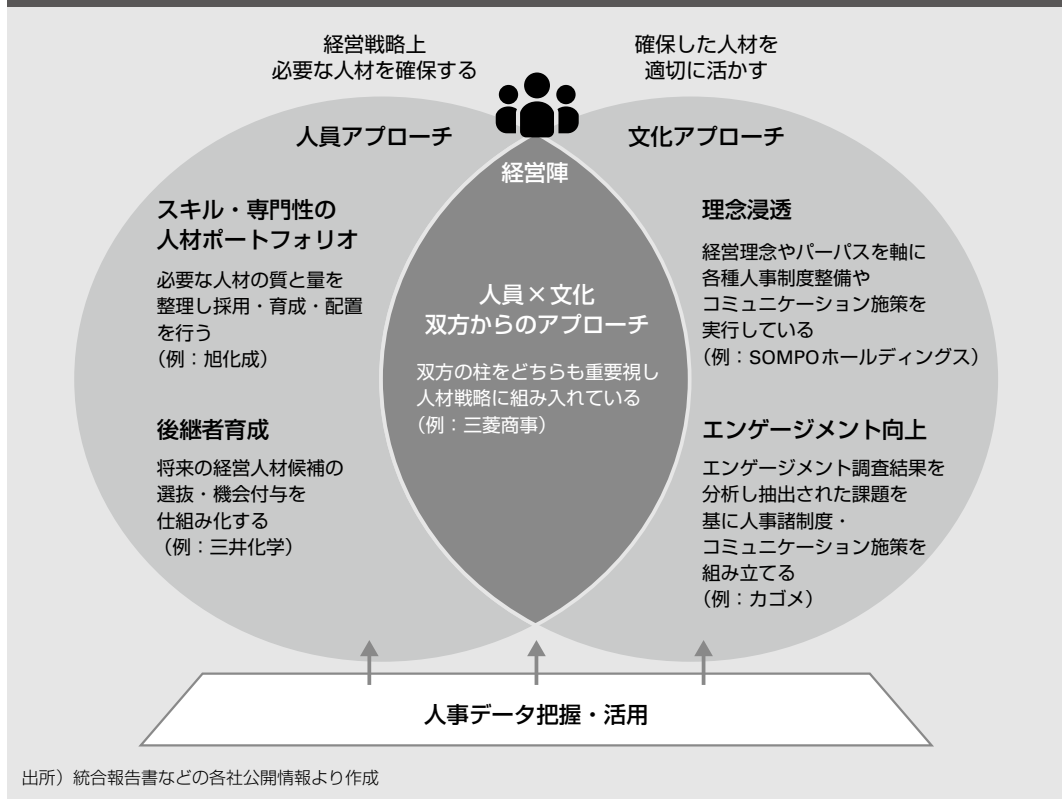 経営戦略上
必要な人材を確保する
確保した人材を
適切に活かす
人員アプローチ
文化アプローチ
経営陣
スキル・専門性の
人材ポートフォリオ
必要な人材の質と量を
整理し採用・育成・配置
を行う
（例：旭化成）
後継者育成
将来の経営人材候補の
選抜・機会付与を
仕組み化する
（例：三井化学）
人員×文化
双方からのアプローチ
双方の柱をどちらも重要視し
人材戦略に組み入れている
（例：三菱商事）
理念浸透
経営理念やパーパスを軸に
各種人事制度整備や
コミュニケーション施策を
実行している
（例：SOMPOホールディングス）
エンゲージメント向上
エンゲージメント調査結果を
分析し抽出された課題を
基に人事諸制度・
コミュニケーション施策を
組み立てる
（例：カゴメ）
人事データ把握・活用
出所）統合報告書などの各社公開情報より作成